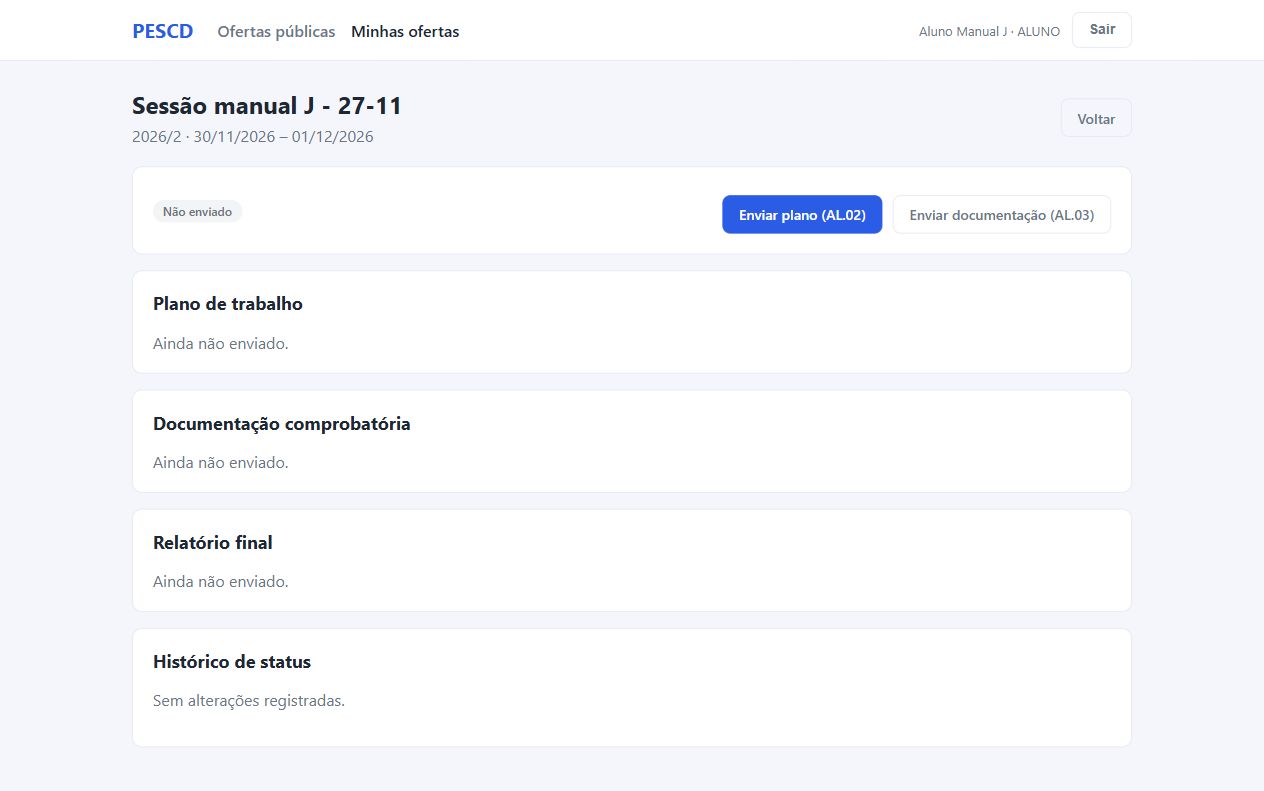 PESCD Ofertas públicas Minhas ofertas Aluno Manual J · ALUNO Sair
Sessão manual J - 27-11
2026/2 · 30/11/2026 – 01/12/2026
Voltar
Não enviado Enviar plano (AL.02) Enviar documentação (AL.03)
Plano de trabalho
Ainda não enviado.
Documentação comprobatória
Ainda não enviado.
Relatório final
Ainda não enviado.
Histórico de status
Sem alterações registradas.